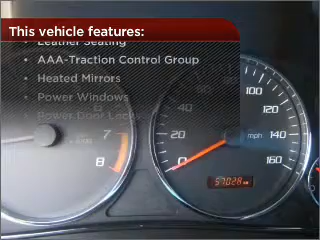 This vehicle features:
• Leather Seating
• AAA-Traction Control Group
• Heated Mirrors
• Power Windows
• Power Door Locks
7
8
0
20
40
60
80
100
120
140
160
mph
57028